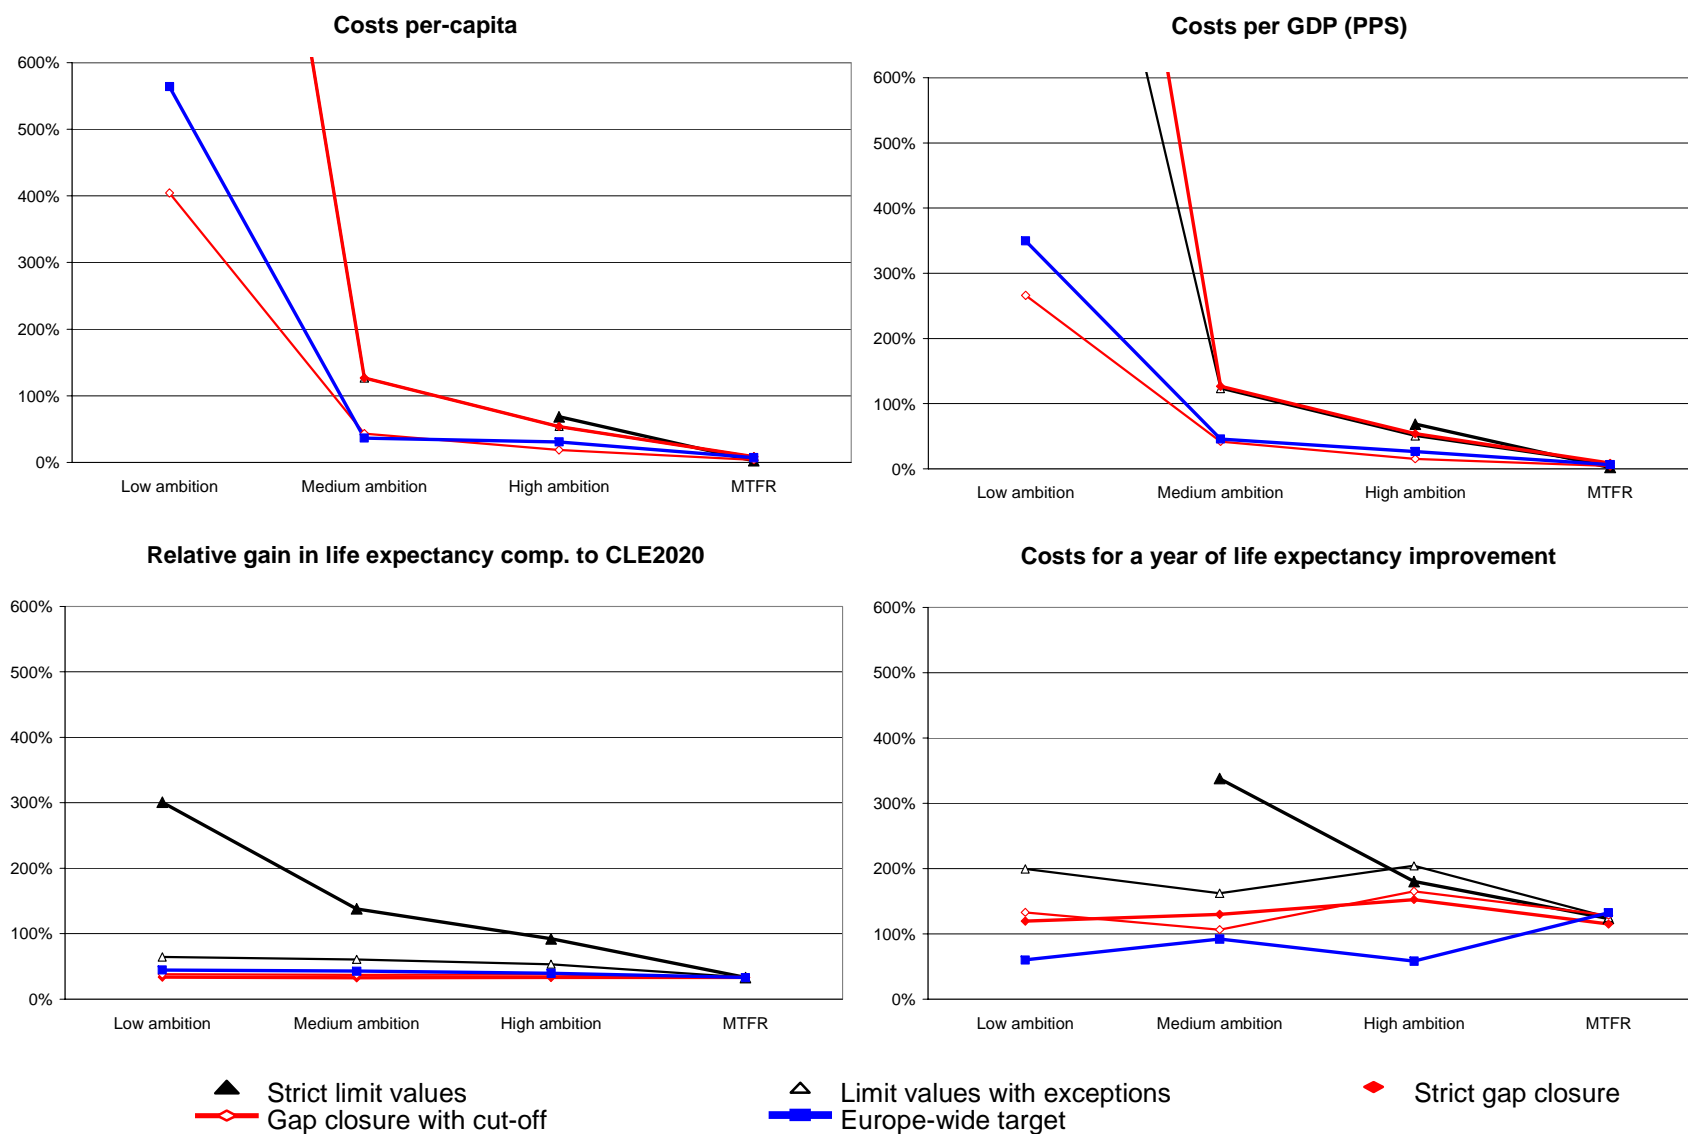 Costs per-capita
600%
500%
400%
300%
200%
100%
0%
Low ambition Medium ambition High ambition MTFR
Costs per GDP (PPS)
600%
500%
400%
300%
200%
100%
0%
Low ambition Medium ambition High ambition MTFR
Relative gain in life expectancy comp. to CLE2020
600%
500%
400%
300%
200%
100%
0%
Low ambition Medium ambition High ambition MTFR
Costs for a year of life expectancy improvement
600%
500%
400%
300%
200%
100%
0%
Low ambition Medium ambition High ambition MTFR
Strict limit values Limit values with exceptions Strict gap closure
Gap closure with cut-off Europe-wide target